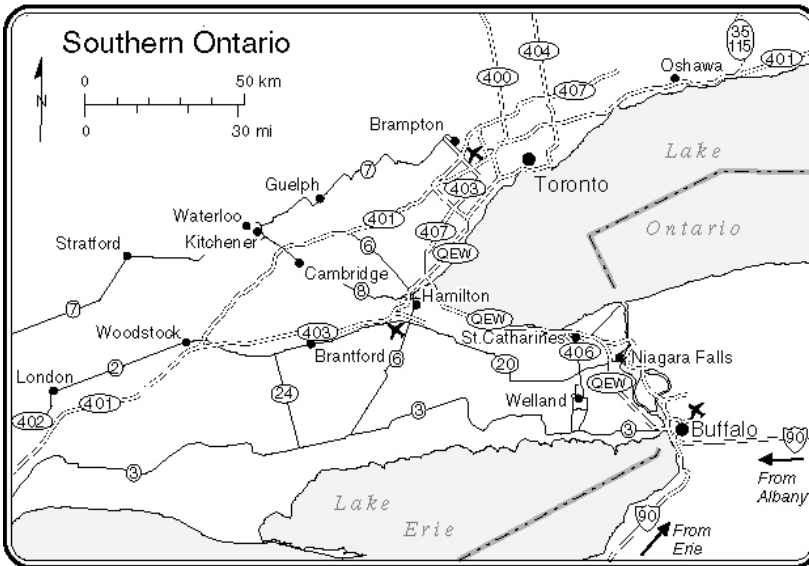 Southern Ontario
N
0 50 km
0 30 mi
35
115
404
400
401
Oshawa
407
Brampton
Lake
7
403
Toronto
Guelph
401
Waterloo
407
Kitchener
6
Ontario
Stratford
QEW
Cambridge
8
Hamilton
7
QEW
Woodstock
403
St.Catharines
Brantford
406
6
20
Niagara Falls
2
QEW
London
24
Welland
401
3
402
3
Buffalo
90
3
From
Albany
Lake
Erie
90
From
Erie